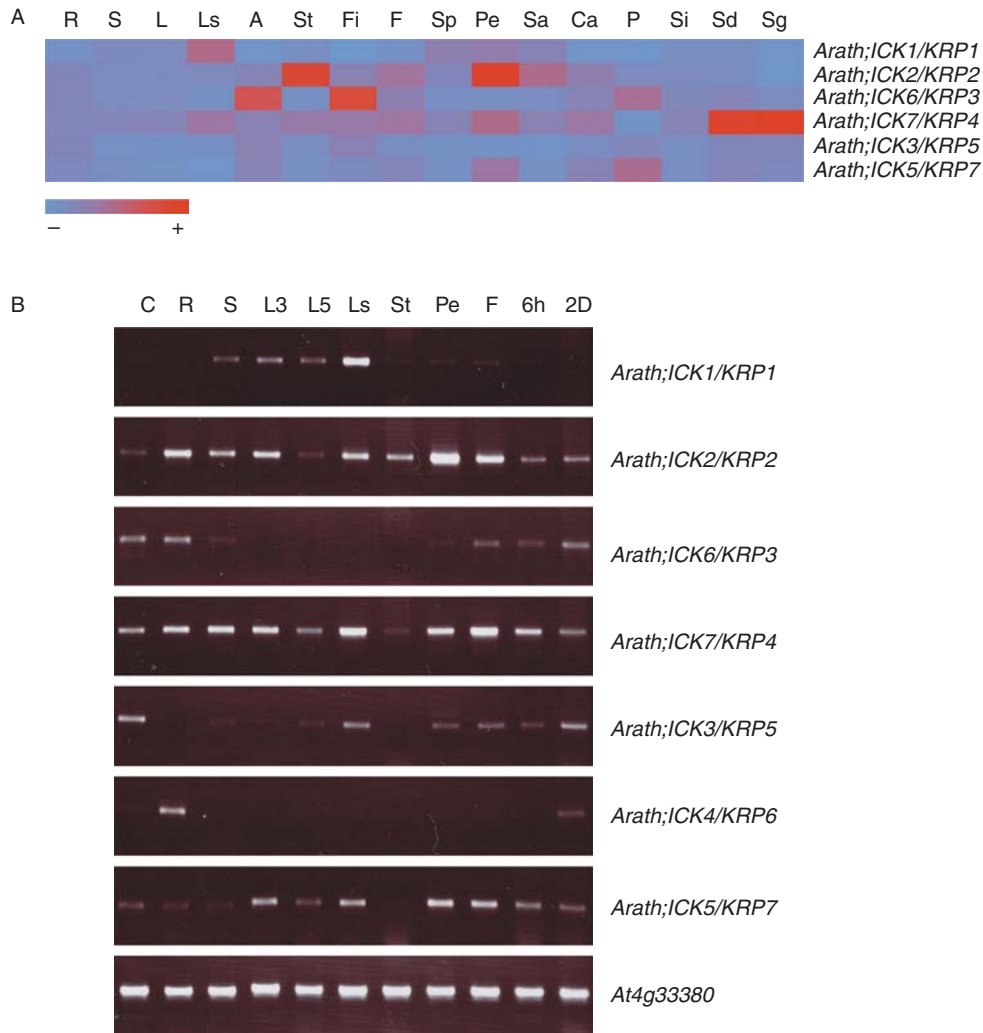 A R S L Ls A St Fi F Sp Pe Sa Ca P Si Sd Sg
Arath;ICK1/KRP1
Arath;ICK2/KRP2
Arath;ICK6/KRP3
Arath;ICK7/KRP4
Arath;ICK3/KRP5
Arath;ICK5/KRP7
– +
B C R S L3 L5 Ls St Pe F 6h 2D
Arath;ICK1/KRP1
Arath;ICK2/KRP2
Arath;ICK6/KRP3
Arath;ICK7/KRP4
Arath;ICK3/KRP5
Arath;ICK4/KRP6
Arath;ICK5/KRP7
At4g33380